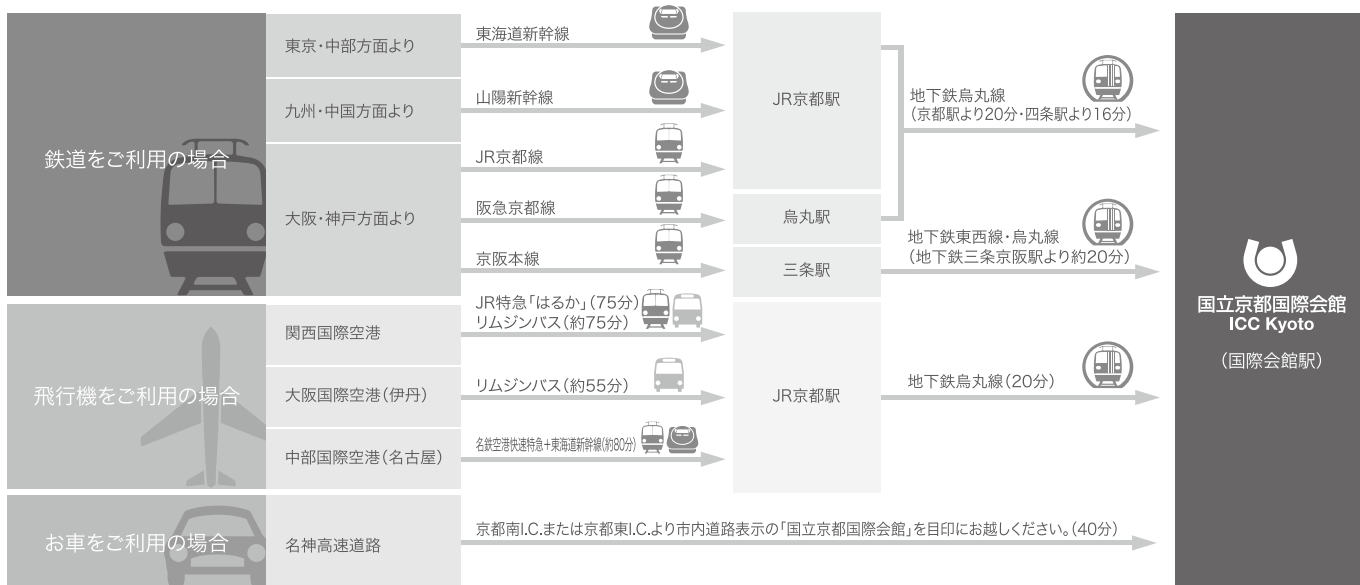 鉄道をご利用の場合
東京・中部方面より
東海道新幹線
九州・中国方面より
山陽新幹線
大阪・神戸方面より
JR京都線
阪急京都線
京阪本線
JR京都駅
烏丸駅
三条駅
地下鉄烏丸線
(京都駅より20分・四条駅より16分)
地下鉄東西線・烏丸線
(地下鉄三条京阪駅より約20分)
飛行機をご利用の場合
関西国際空港
JR特急「はるか」(75分)
リムジンバス(約75分)
大阪国際空港(伊丹)
リムジンバス(約55分)
中部国際空港(名古屋)
名鉄空港快速特急+東海道新幹線(約80分)
JR京都駅
地下鉄烏丸線(20分)
お車をご利用の場合
名神高速道路
京都南I.C.または京都東I.C.より市内道路表示の「国立京都国際会館」を目印にお越しください。(40分)
国立京都国際会館
ICC Kyoto
(国際会館駅)